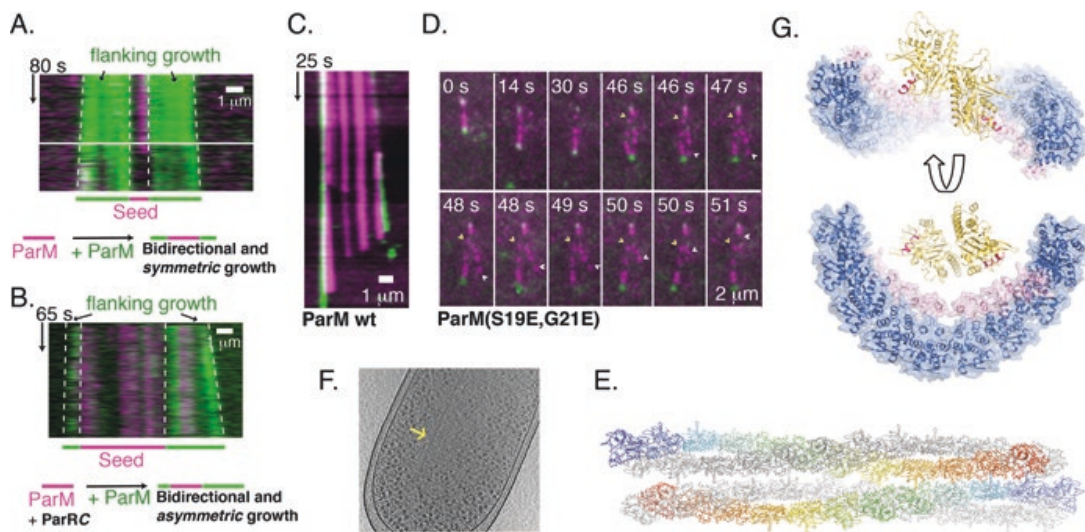 A.
flanking growth
80 s
1 µm
Seed
ParM + ParM Bidirectional and
symmetric growth
B.
flanking growth
65 s
1
µm
Seed
ParM + ParM Bidirectional and
+ ParRC asymmetric growth
C.
25 s
1 µm
ParM wt
D.
0 s 14 s 30 s 46 s 46 s 47 s
48 s 48 s 49 s 50 s 50 s 51 s
2 µm
ParM(S19E,G21E)
F.
G.
E.